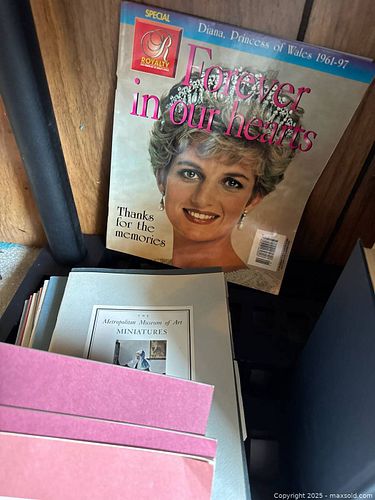 SPECIAL
Diana, Princess of Wales 1961-97
R
ROYALTY
Forever
in our hearts
Thanks
for the
memories
THE
Metropolitan Museum of Art
MINIATURES
Copyright 2025 - maxsold.com